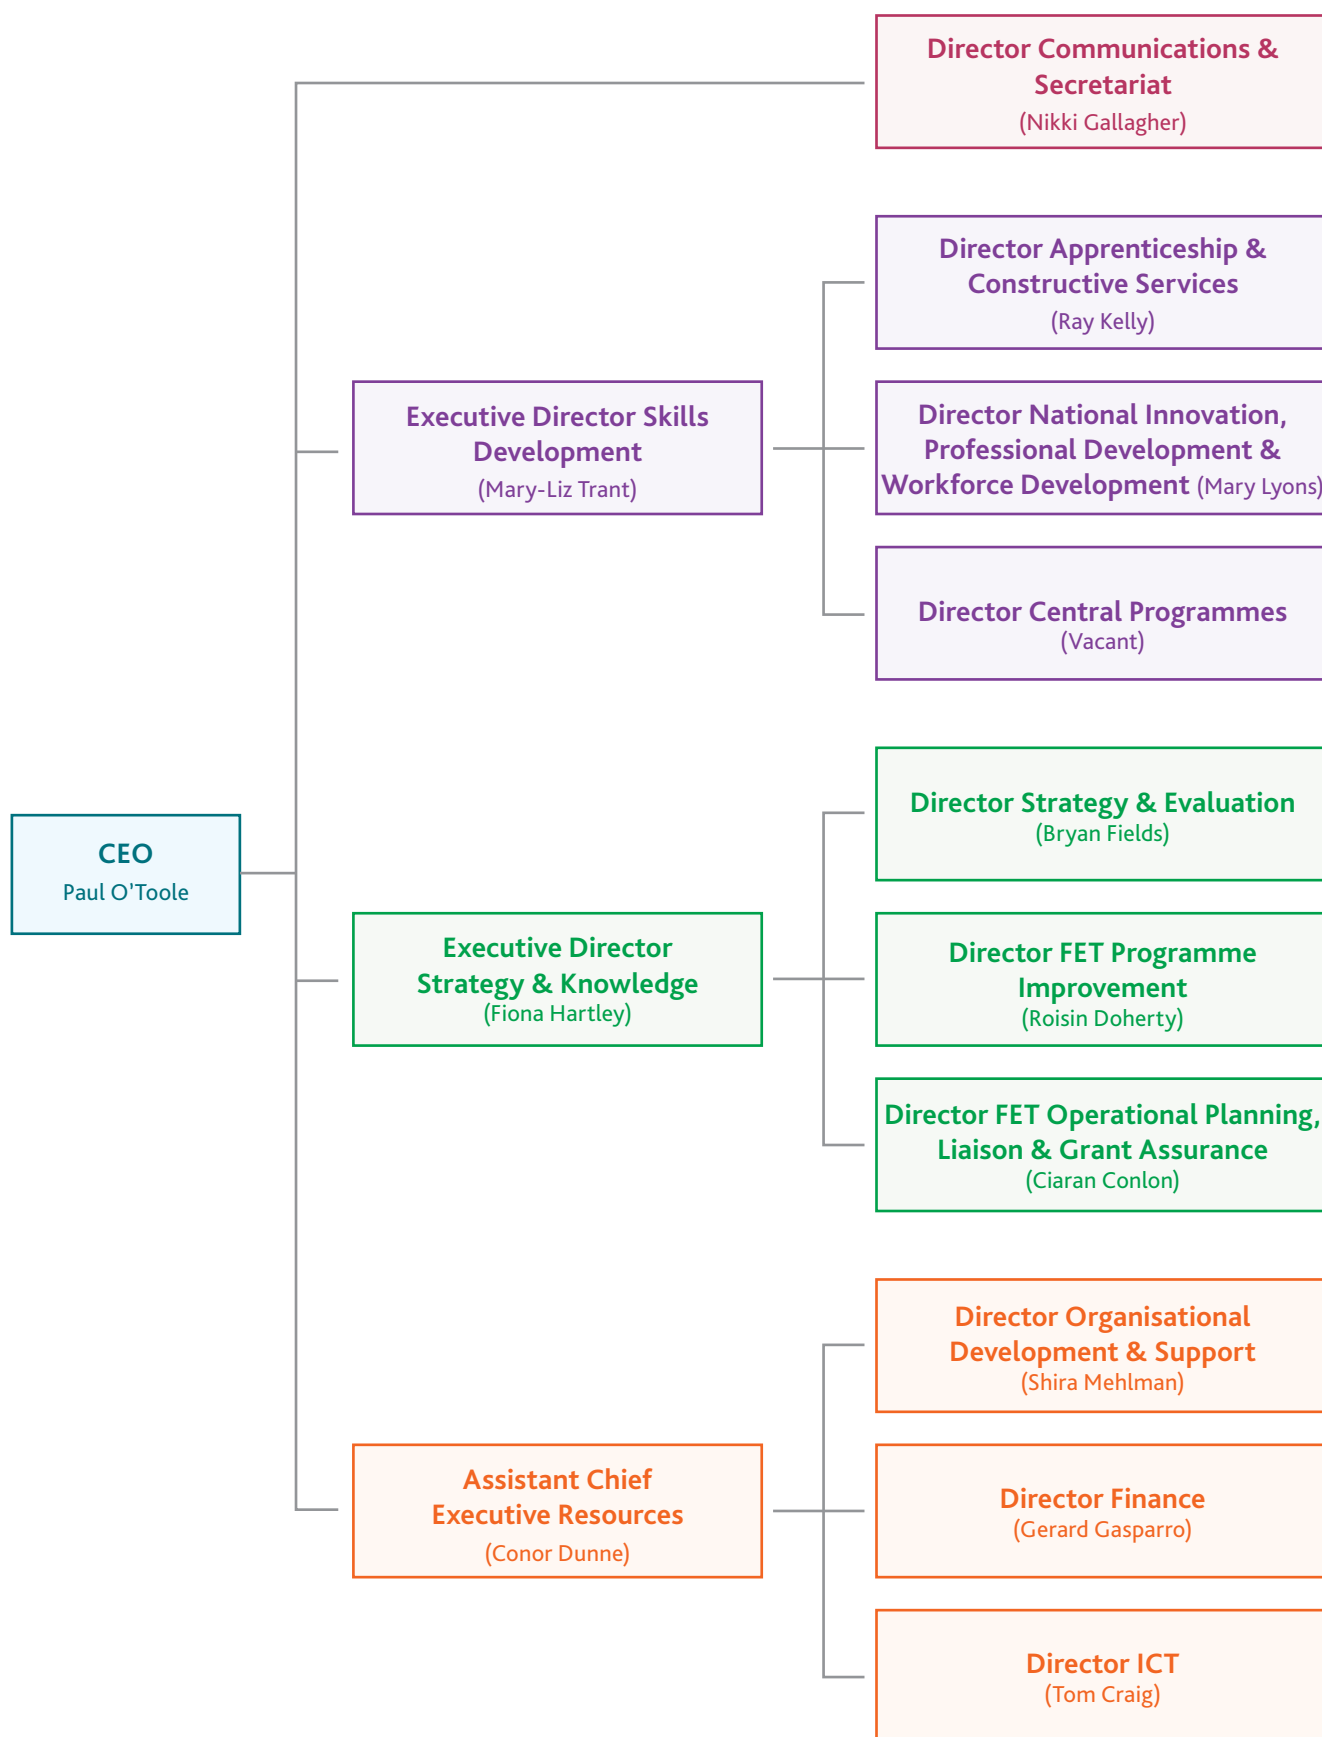 Director Communications &
Secretariat
(Nikki Gallagher)
Director Apprenticeship &
Constructive Services
(Ray Kelly)
Executive Director Skills
Development
(Mary-Liz Trant)
Director National Innovation,
Professional Development &
Workforce Development (Mary Lyons)
Director Central Programmes
(Vacant)
Director Strategy & Evaluation
(Bryan Fields)
CEO
Paul O'Toole
Executive Director
Strategy & Knowledge
(Fiona Hartley)
Director FET Programme
Improvement
(Roisin Doherty)
Director FET Operational Planning,
Liaison & Grant Assurance
(Ciaran Conlon)
Director Organisational
Development & Support
(Shira Mehlman)
Assistant Chief
Executive Resources
(Conor Dunne)
Director Finance
(Gerard Gasparro)
Director ICT
(Tom Craig)